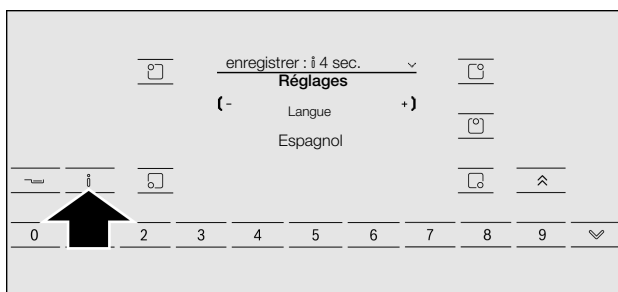 enregistrer : i 4 sec.
Réglages
- Langue +
Espagnol
i
0 2 3 4 5 6 7 8 9